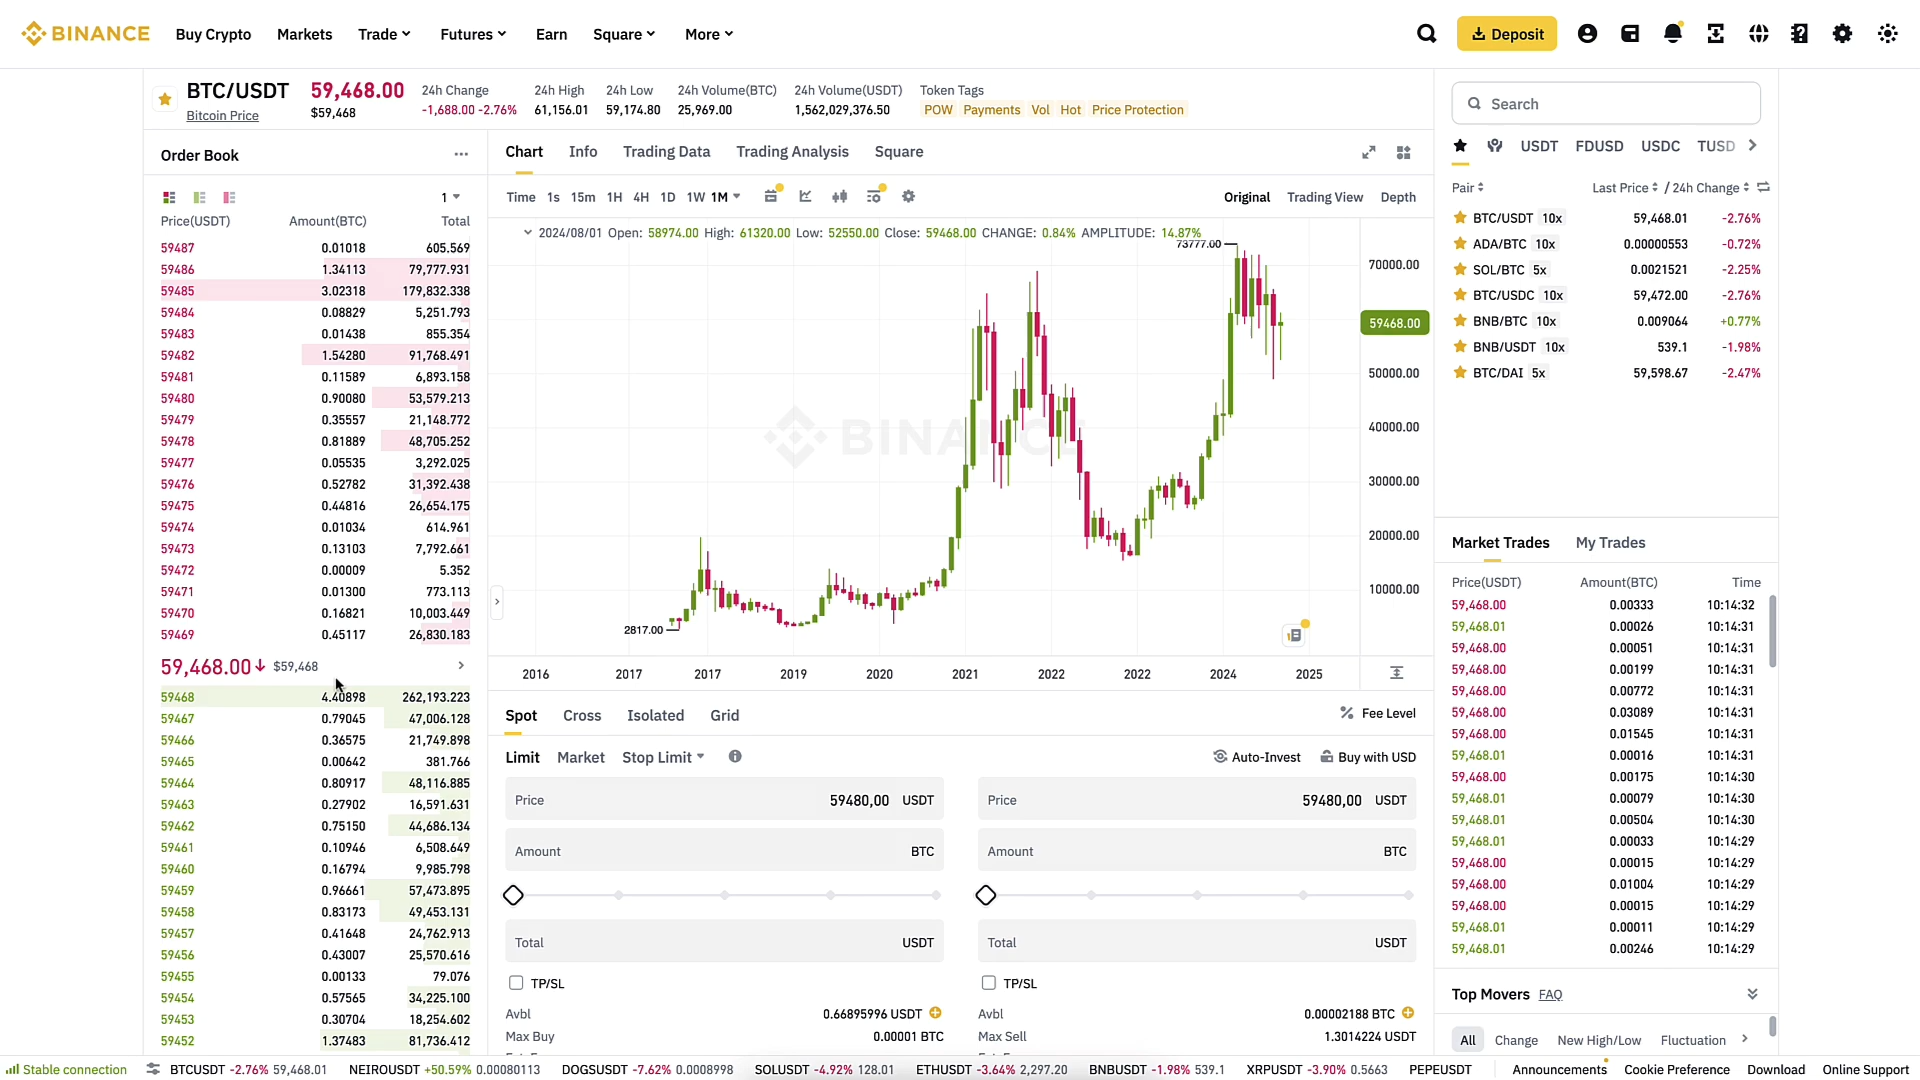 BINANCE Buy Crypto Markets Trade Futures Earn Square More Deposit
BTC/USDT 59,468.00 24h Change 24h High 24h Low 24h Volume(BTC) 24h Volume(USDT) Token Tags
Bitcoin Price $59,468 -1,688.00 -2.76% 61,156.01 59,174.80 25,969.00 1,562,029,376.50 POW Payments Vol Hot Price Protection
Order Book
1
Price(USDT) Amount(BTC) Total
59487 0.01018 605.569
59486 1.34113 79,777.931
59485 3.02318 179,832.338
59484 0.08829 5,251.793
59483 0.01438 855.354
59482 1.54280 91,768.491
59481 0.11589 6,893.158
59480 0.90080 53,579.213
59479 0.35557 21,148.772
59478 0.81889 48,705.252
59477 0.05535 3,292.025
59476 0.52782 31,392.438
59475 0.44816 26,654.175
59474 0.01034 614.961
59473 0.13103 7,792.661
59472 0.00009 5.352
59471 0.01300 773.113
59470 0.16821 10,003.449
59469 0.45117 26,830.183
59,468.00 $59,468
59468 4.40898 262,193.223
59467 0.79045 47,006.128
59466 0.36575 21,749.898
59465 0.00642 381.766
59464 0.80917 48,116.885
59463 0.27902 16,591.631
59462 0.75150 44,686.134
59461 0.10946 6,508.649
59460 0.16794 9,985.798
59459 0.96661 57,473.895
59458 0.83173 49,453.131
59457 0.41648 24,762.913
59456 0.43007 25,570.616
59455 0.00133 79.076
59454 0.57565 34,225.100
59453 0.30704 18,254.602
59452 1.37483 81,736.412
Chart Info Trading Data Trading Analysis Square
Time 1s 15m 1H 4H 1D 1W 1M Original Trading View Depth
2024/08/01 Open: 58974.00 High: 61320.00 Low: 52550.00 Close: 59468.00 CHANGE: 0.84% AMPLITUDE: 14.87%
73777.00
70000.00
59468.00
50000.00
BINANCE
40000.00
30000.00
20000.00
10000.00
2817.00
2016 2017 2017 2019 2020 2021 2022 2022 2024 2025
Spot Cross Isolated Grid Fee Level
Limit Market Stop Limit Auto-Invest Buy with USD
Price 59480,00 USDT Price 59480,00 USDT
Amount BTC Amount BTC
Total USDT Total USDT
TP/SL TP/SL
Avbl 0.66895996 USDT Avbl 0.00002188 BTC
Max Buy 0.00001 BTC Max Sell 1.3014224 USDT
Search
USDT FDUSD USDC TUSD
Pair Last Price / 24h Change
BTC/USDT 10x 59,468.01 -2.76%
ADA/BTC 10x 0.00000553 -0.72%
SOL/BTC 5x 0.0021521 -2.25%
BTC/USDC 10x 59,472.00 -2.76%
BNB/BTC 10x 0.009064 +0.77%
BNB/USDT 10x 539.1 -1.98%
BTC/DAI 5x 59,598.67 -2.47%
Market Trades My Trades
Price(USDT) Amount(BTC) Time
59,468.00 0.00333 10:14:32
59,468.01 0.00026 10:14:31
59,468.00 0.00051 10:14:31
59,468.00 0.00199 10:14:31
59,468.00 0.00772 10:14:31
59,468.00 0.03089 10:14:31
59,468.00 0.01545 10:14:31
59,468.01 0.00016 10:14:31
59,468.00 0.00175 10:14:30
59,468.01 0.00079 10:14:30
59,468.01 0.00504 10:14:30
59,468.01 0.00033 10:14:29
59,468.00 0.00015 10:14:29
59,468.00 0.01004 10:14:29
59,468.00 0.00015 10:14:29
59,468.01 0.00011 10:14:29
59,468.01 0.00246 10:14:29
Top Movers FAQ
All Change New High/Low Fluctuation
Stable connection BTCUSDT -2.76% 59,468.01 NEIROUSDT +50.59% 0.00080113 DOGSUSDT -7.62% 0.0008998 SOLUSDT -4.92% 128.01 ETHUSDT -3.64% 2,297.20 BNBUSDT -1.98% 539.1 XRPUSDT -3.90% 0.5663 PEPEUSDT Announcements Cookie Preference Download Online Support